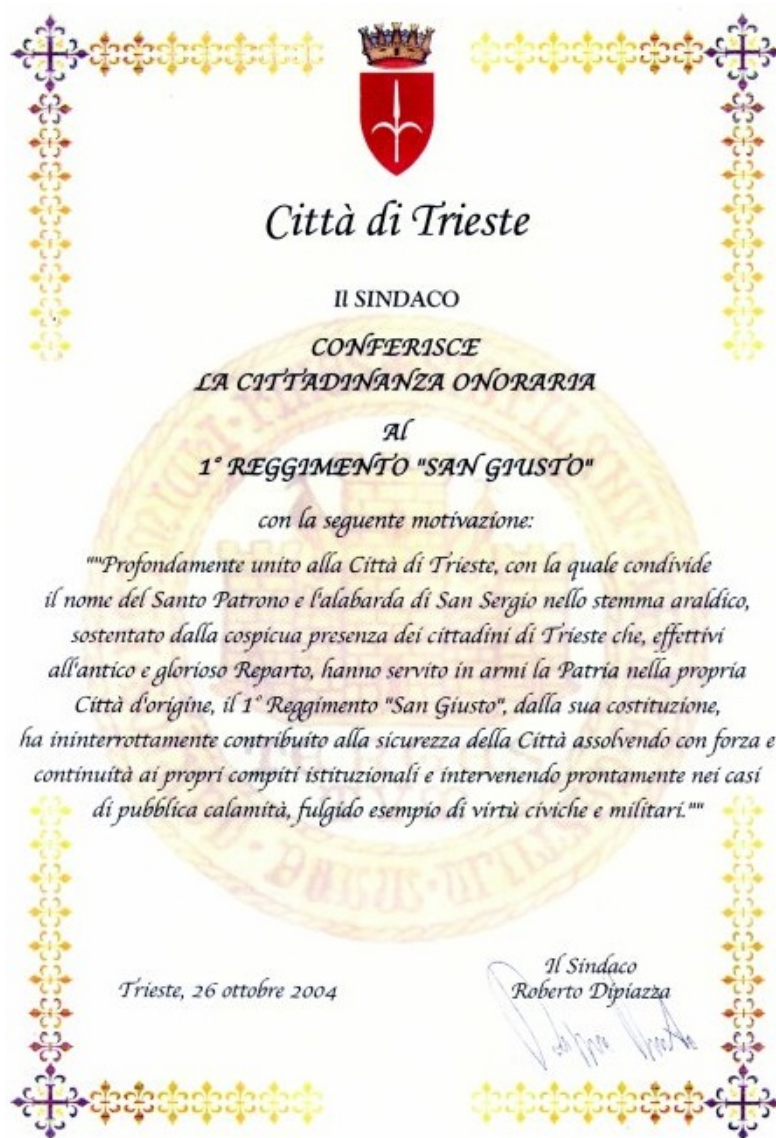 Città di Trieste
Il SINDACO
CONFERISCE
LA CITTADINANZA ONORARIA
Al
1° REGGIMENTO "SAN GIUSTO"
con la seguente motivazione:
""Profondamente unito alla Città di Trieste, con la quale condivide
il nome del Santo Patrono e l'alabarda di San Sergio nello stemma araldico,
sostentato dalla cospicua presenza dei cittadini di Trieste che, effettivi
all'antico e glorioso Reparto, hanno servito in armi la Patria nella propria
Città d'origine, il 1° Reggimento "San Giusto", dalla sua costituzione,
ha ininterrottamente contribuito alla sicurezza della Città assolvendo con forza e
continuità ai propri compiti istituzionali e intervenendo prontamente nei casi
di pubblica calamità, fulgido esempio di virtù civiche e militari.""
Trieste, 26 ottobre 2004
Il Sindaco
Roberto Dipiazza